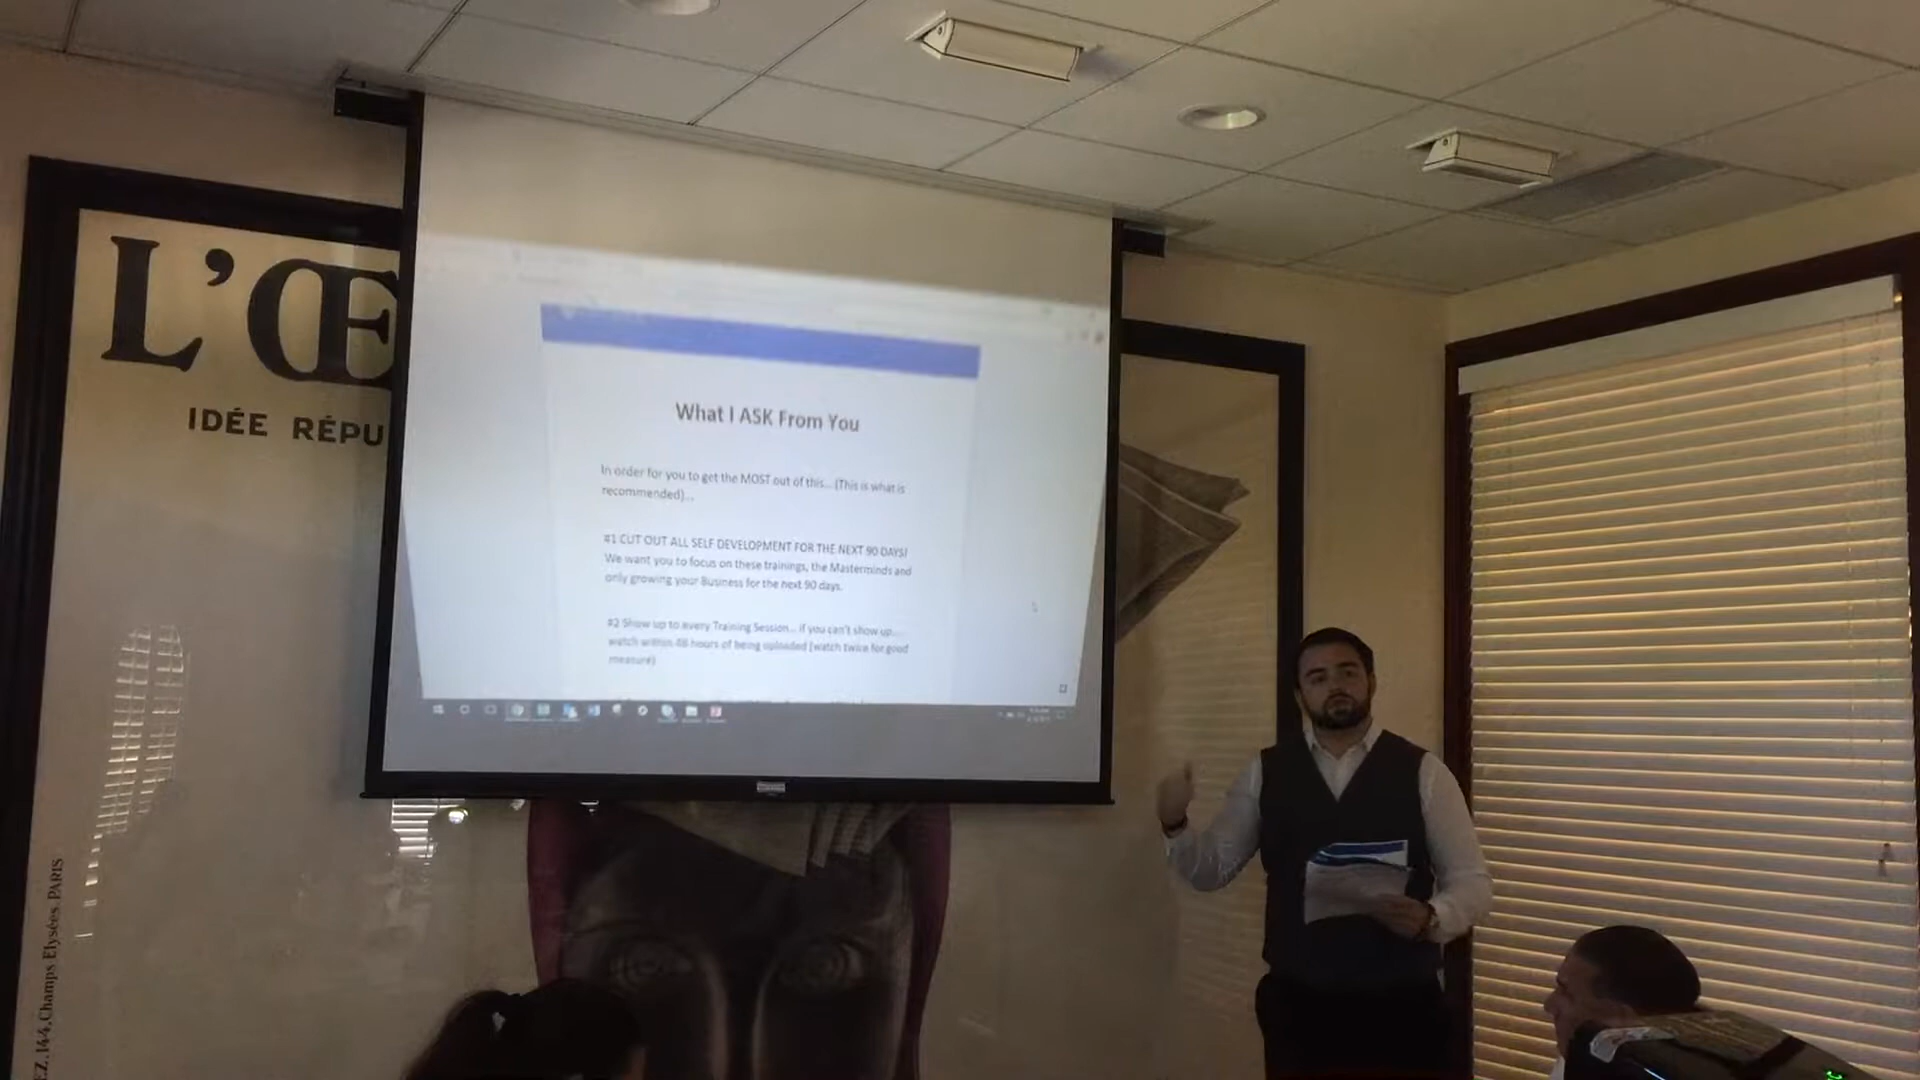 L'Œ
IDÉE RÉPU
What I ASK From You
In order for you to get the MOST out of this... (This is what is
recommended)...
#1 CUT OUT ALL SELF DEVELOPMENT FOR THE NEXT 90 DAYS!
We want you to focus on these trainings, the Masterminds and
only growing your Business for the next 90 days.
#2 Show up to every Training Session... if you can't show up...
watch within 48 hours of being uploaded (watch twice for good
measure)
EZ.144.Champs Elysées.PARIS